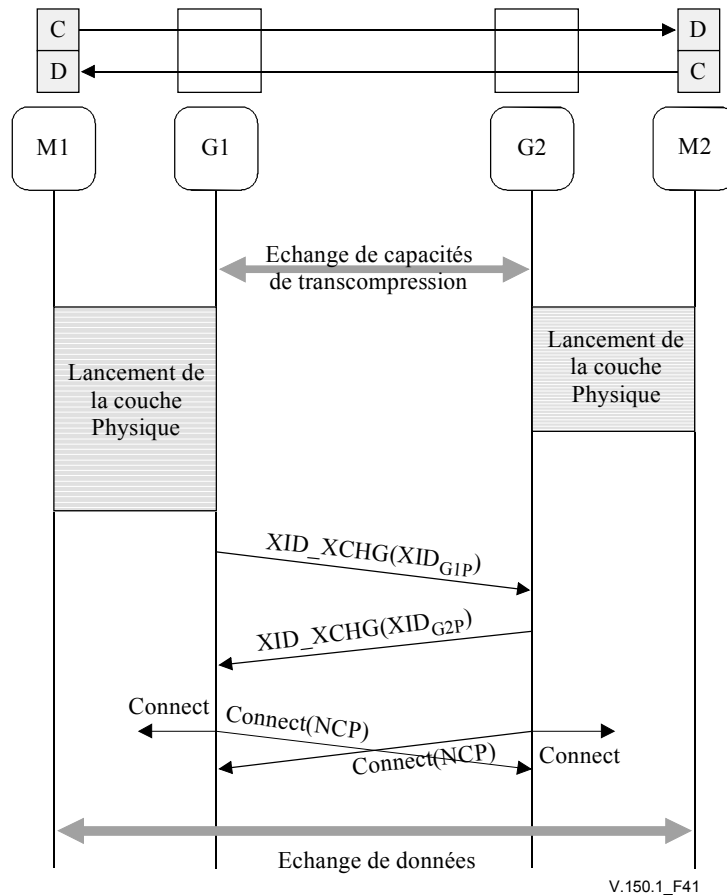 C
D
D
C
M1
G1
G2
M2
Echange de capacités
de transcompression
Lancement de
la couche
Physique
Lancement de
la couche
Physique
XID_XCHG(XID_G1P)
XID_XCHG(XID_G2P)
Connect
Connect(NCP)
Connect(NCP)
Connect
Echange de données
V.150.1_F41